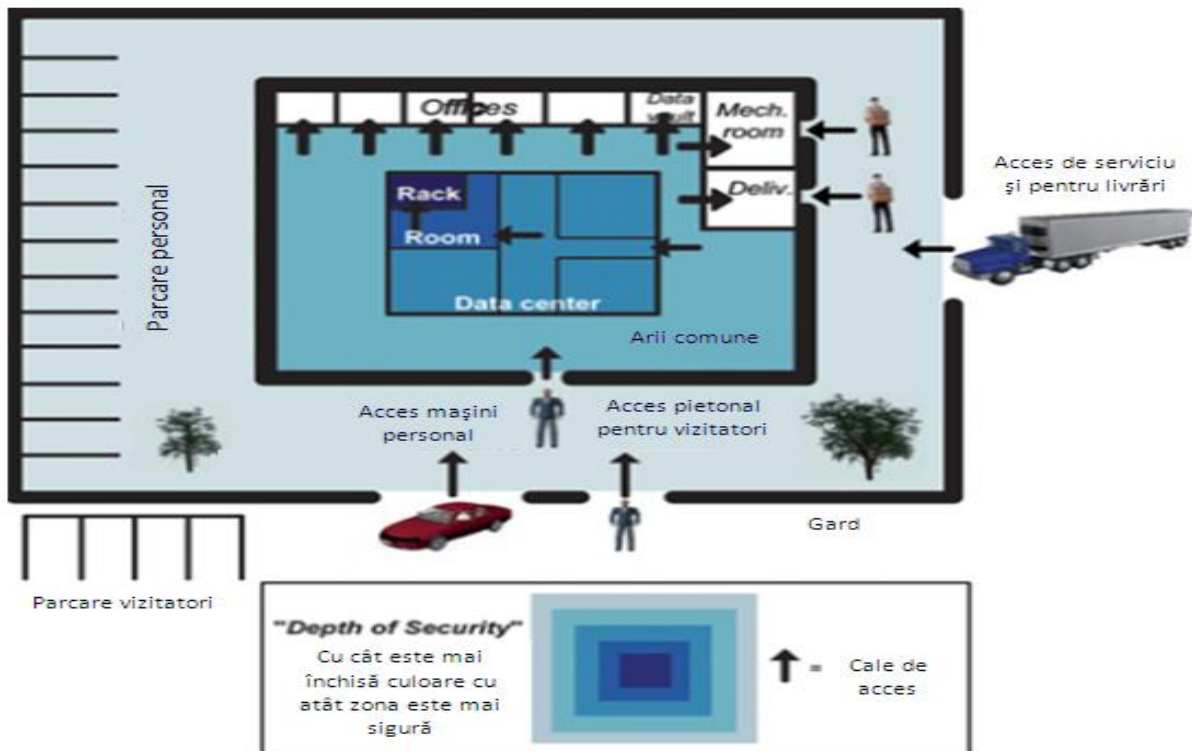 Offices
Data
vault
Mech.
room
Deliv.
Rack
Room
Data center
Arii comune
Parcare personal
Acces de serviciu
și pentru livrări
Acces mașini
personal
Acces pietonal
pentru vizitatori
Gard
Parcare vizitatori
"Depth of Security"
Cu cât este mai
închisă culoare cu
atât zona este mai
sigură
=
Cale de
acces